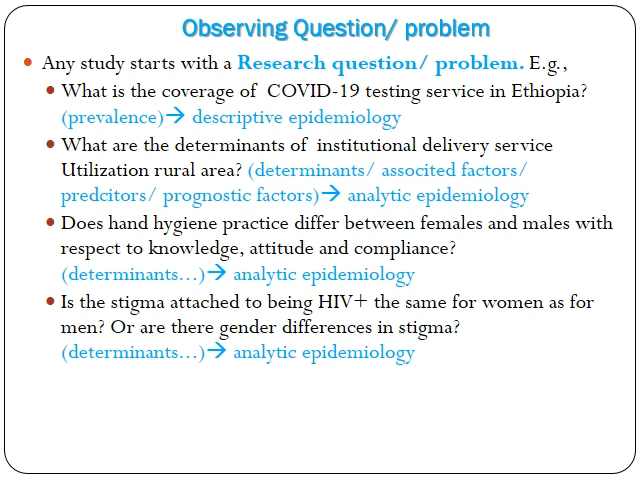 Observing Question/ problem
• Any study starts with a Research question/ problem. E.g.,
• What is the coverage of COVID-19 testing service in Ethiopia?
(prevalence)→ descriptive epidemiology
• What are the determinants of institutional delivery service
Utilization rural area? (determinants/ associted factors/
predcitors/ prognostic factors)→ analytic epidemiology
• Does hand hygiene practice differ between females and males with
respect to knowledge, attitude and compliance?
(determinants…)→ analytic epidemiology
• Is the stigma attached to being HIV+ the same for women as for
men? Or are there gender differences in stigma?
(determinants…)→ analytic epidemiology